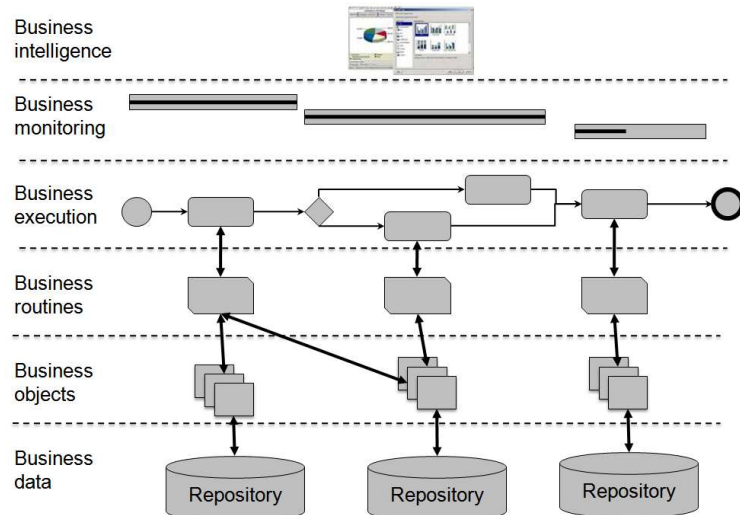 Business
intelligence
Business
monitoring
Business
execution
Business
routines
Business
objects
Business
data
Repository
Repository
Repository